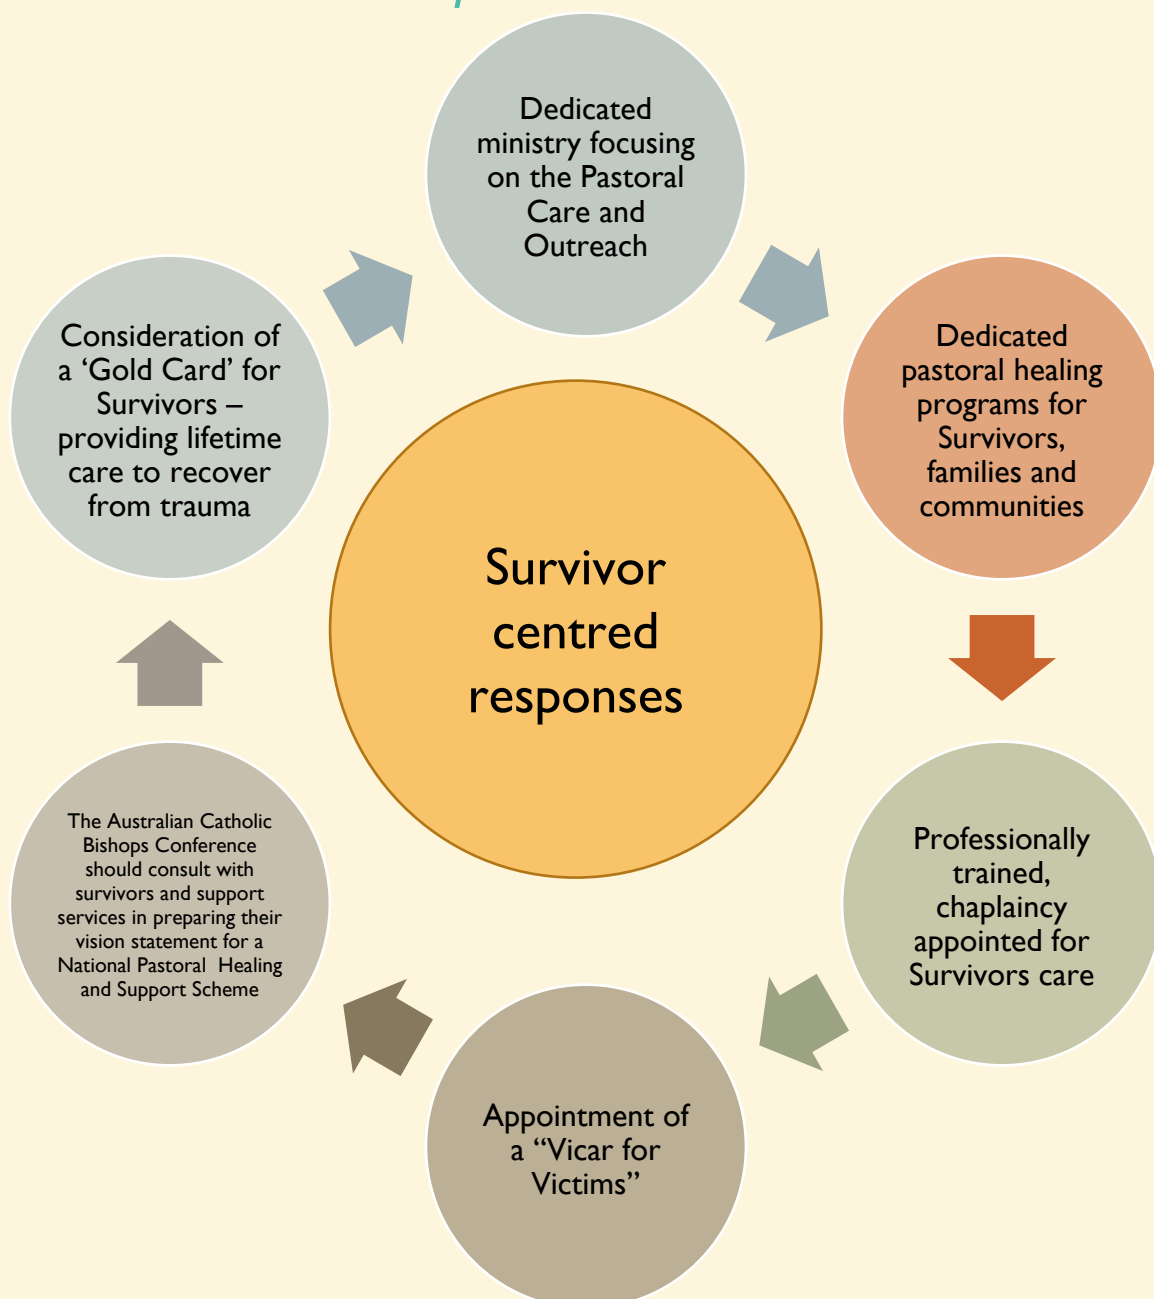 Dedicated
ministry focusing
on the Pastoral
Care and
Outreach
Dedicated
pastoral healing
programs for
Survivors,
families and
communities
Professionally
trained,
chaplaincy
appointed for
Survivors care
Appointment of
a “Vicar for
Victims”
The Australian Catholic
Bishops Conference
should consult with
survivors and support
services in preparing their
vision statement for a
National Pastoral  Healing
and Support Scheme
Consideration of
a ‘Gold Card’ for
Survivors –
providing lifetime
care to recover
from trauma
Survivor
centred
responses